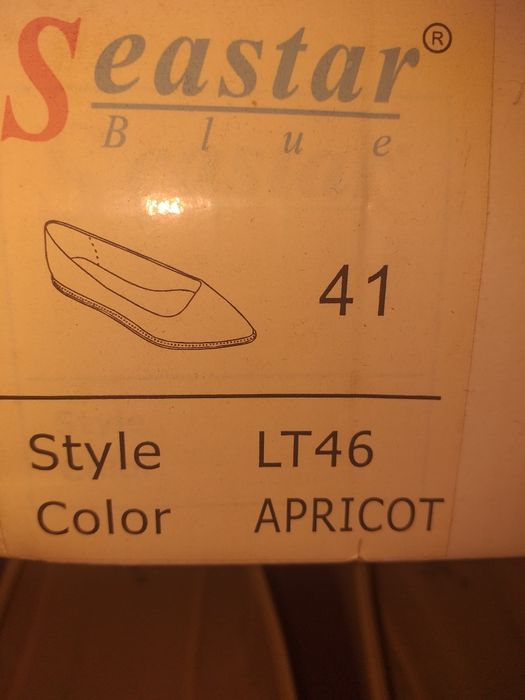 Seastar®
Blue
41
Style LT46
Color APRICOT